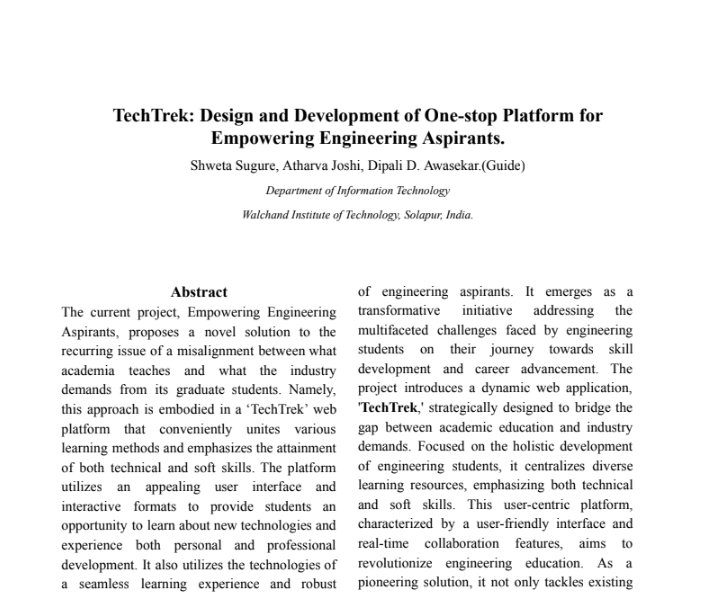 TechTrek: Design and Development of One-stop Platform for
Empowering Engineering Aspirants.
Shweta Sugure, Atharva Joshi, Dipali D. Awasekar.(Guide)
Department of Information Technology
Walchand Institute of Technology, Solapur, India.
Abstract
The current project, Empowering Engineering
Aspirants, proposes a novel solution to the
recurring issue of a misalignment between what
academia teaches and what the industry
demands from its graduate students. Namely,
this approach is embodied in a ‘TechTrek’ web
platform that conveniently unites various
learning methods and emphasizes the attainment
of both technical and soft skills. The platform
utilizes an appealing user interface and
interactive formats to provide students an
opportunity to learn about new technologies and
experience both personal and professional
development. It also utilizes the technologies of
a seamless learning experience and robust
of engineering aspirants. It emerges as a
transformative initiative addressing the
multifaceted challenges faced by engineering
students on their journey towards skill
development and career advancement. The
project introduces a dynamic web application,
'TechTrek,' strategically designed to bridge the
gap between academic education and industry
demands. Focused on the holistic development
of engineering students, it centralizes diverse
learning resources, emphasizing both technical
and soft skills. This user-centric platform,
characterized by a user-friendly interface and
real-time collaboration features, aims to
revolutionize engineering education. As a
pioneering solution, it not only tackles existing